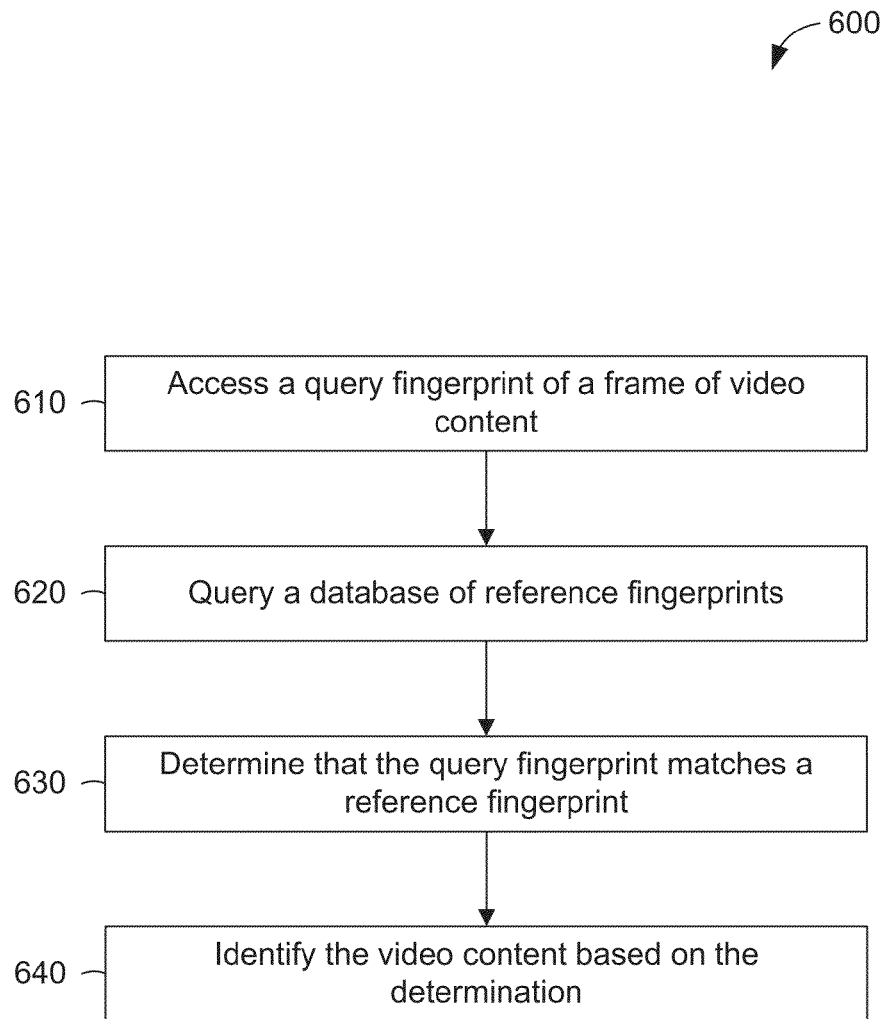 600
610
Access a query fingerprint of a frame of video
content
620
Query a database of reference fingerprints
630
Determine that the query fingerprint matches a
reference fingerprint
640
Identify the video content based on the
determination